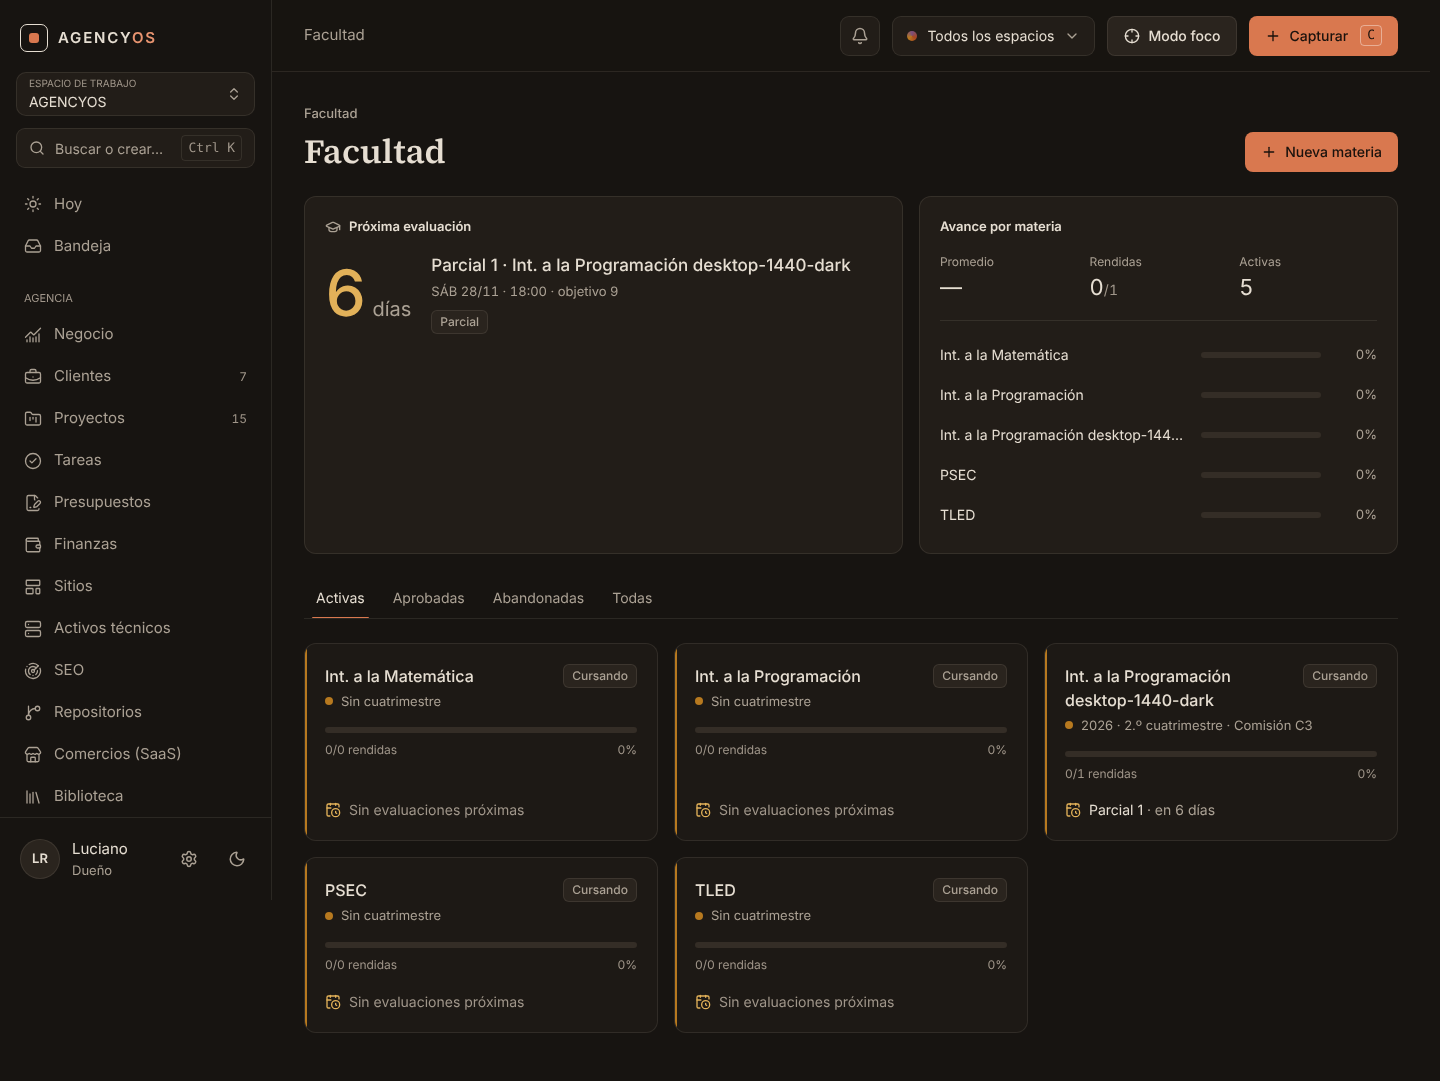 AGENCYOS
ESPACIO DE TRABAJO
AGENCYOS
Buscar o crear... Ctrl K
Hoy
Bandeja
AGENCIA
Negocio
Clientes 7
Proyectos 15
Tareas
Presupuestos
Finanzas
Sitios
Activos técnicos
SEO
Repositorios
Comercios (SaaS)
Biblioteca
LR Luciano
Dueño
Facultad
Todos los espacios
Modo foco
Capturar C
Facultad
Facultad
Nueva materia
Próxima evaluación
6 días
Parcial 1 · Int. a la Programación desktop-1440-dark
SÁB 28/11 · 18:00 · objetivo 9
Parcial
Avance por materia
Promedio Rendidas Activas
— 0/1 5
Int. a la Matemática 0%
Int. a la Programación 0%
Int. a la Programación desktop-144... 0%
PSEC 0%
TLED 0%
Activas Aprobadas Abandonadas Todas
Int. a la Matemática Cursando
Sin cuatrimestre
0/0 rendidas 0%
Sin evaluaciones próximas
Int. a la Programación Cursando
Sin cuatrimestre
0/0 rendidas 0%
Sin evaluaciones próximas
Int. a la Programación Cursando
desktop-1440-dark
2026 · 2.º cuatrimestre · Comisión C3
0/1 rendidas 0%
Parcial 1 · en 6 días
PSEC Cursando
Sin cuatrimestre
0/0 rendidas 0%
Sin evaluaciones próximas
TLED Cursando
Sin cuatrimestre
0/0 rendidas 0%
Sin evaluaciones próximas